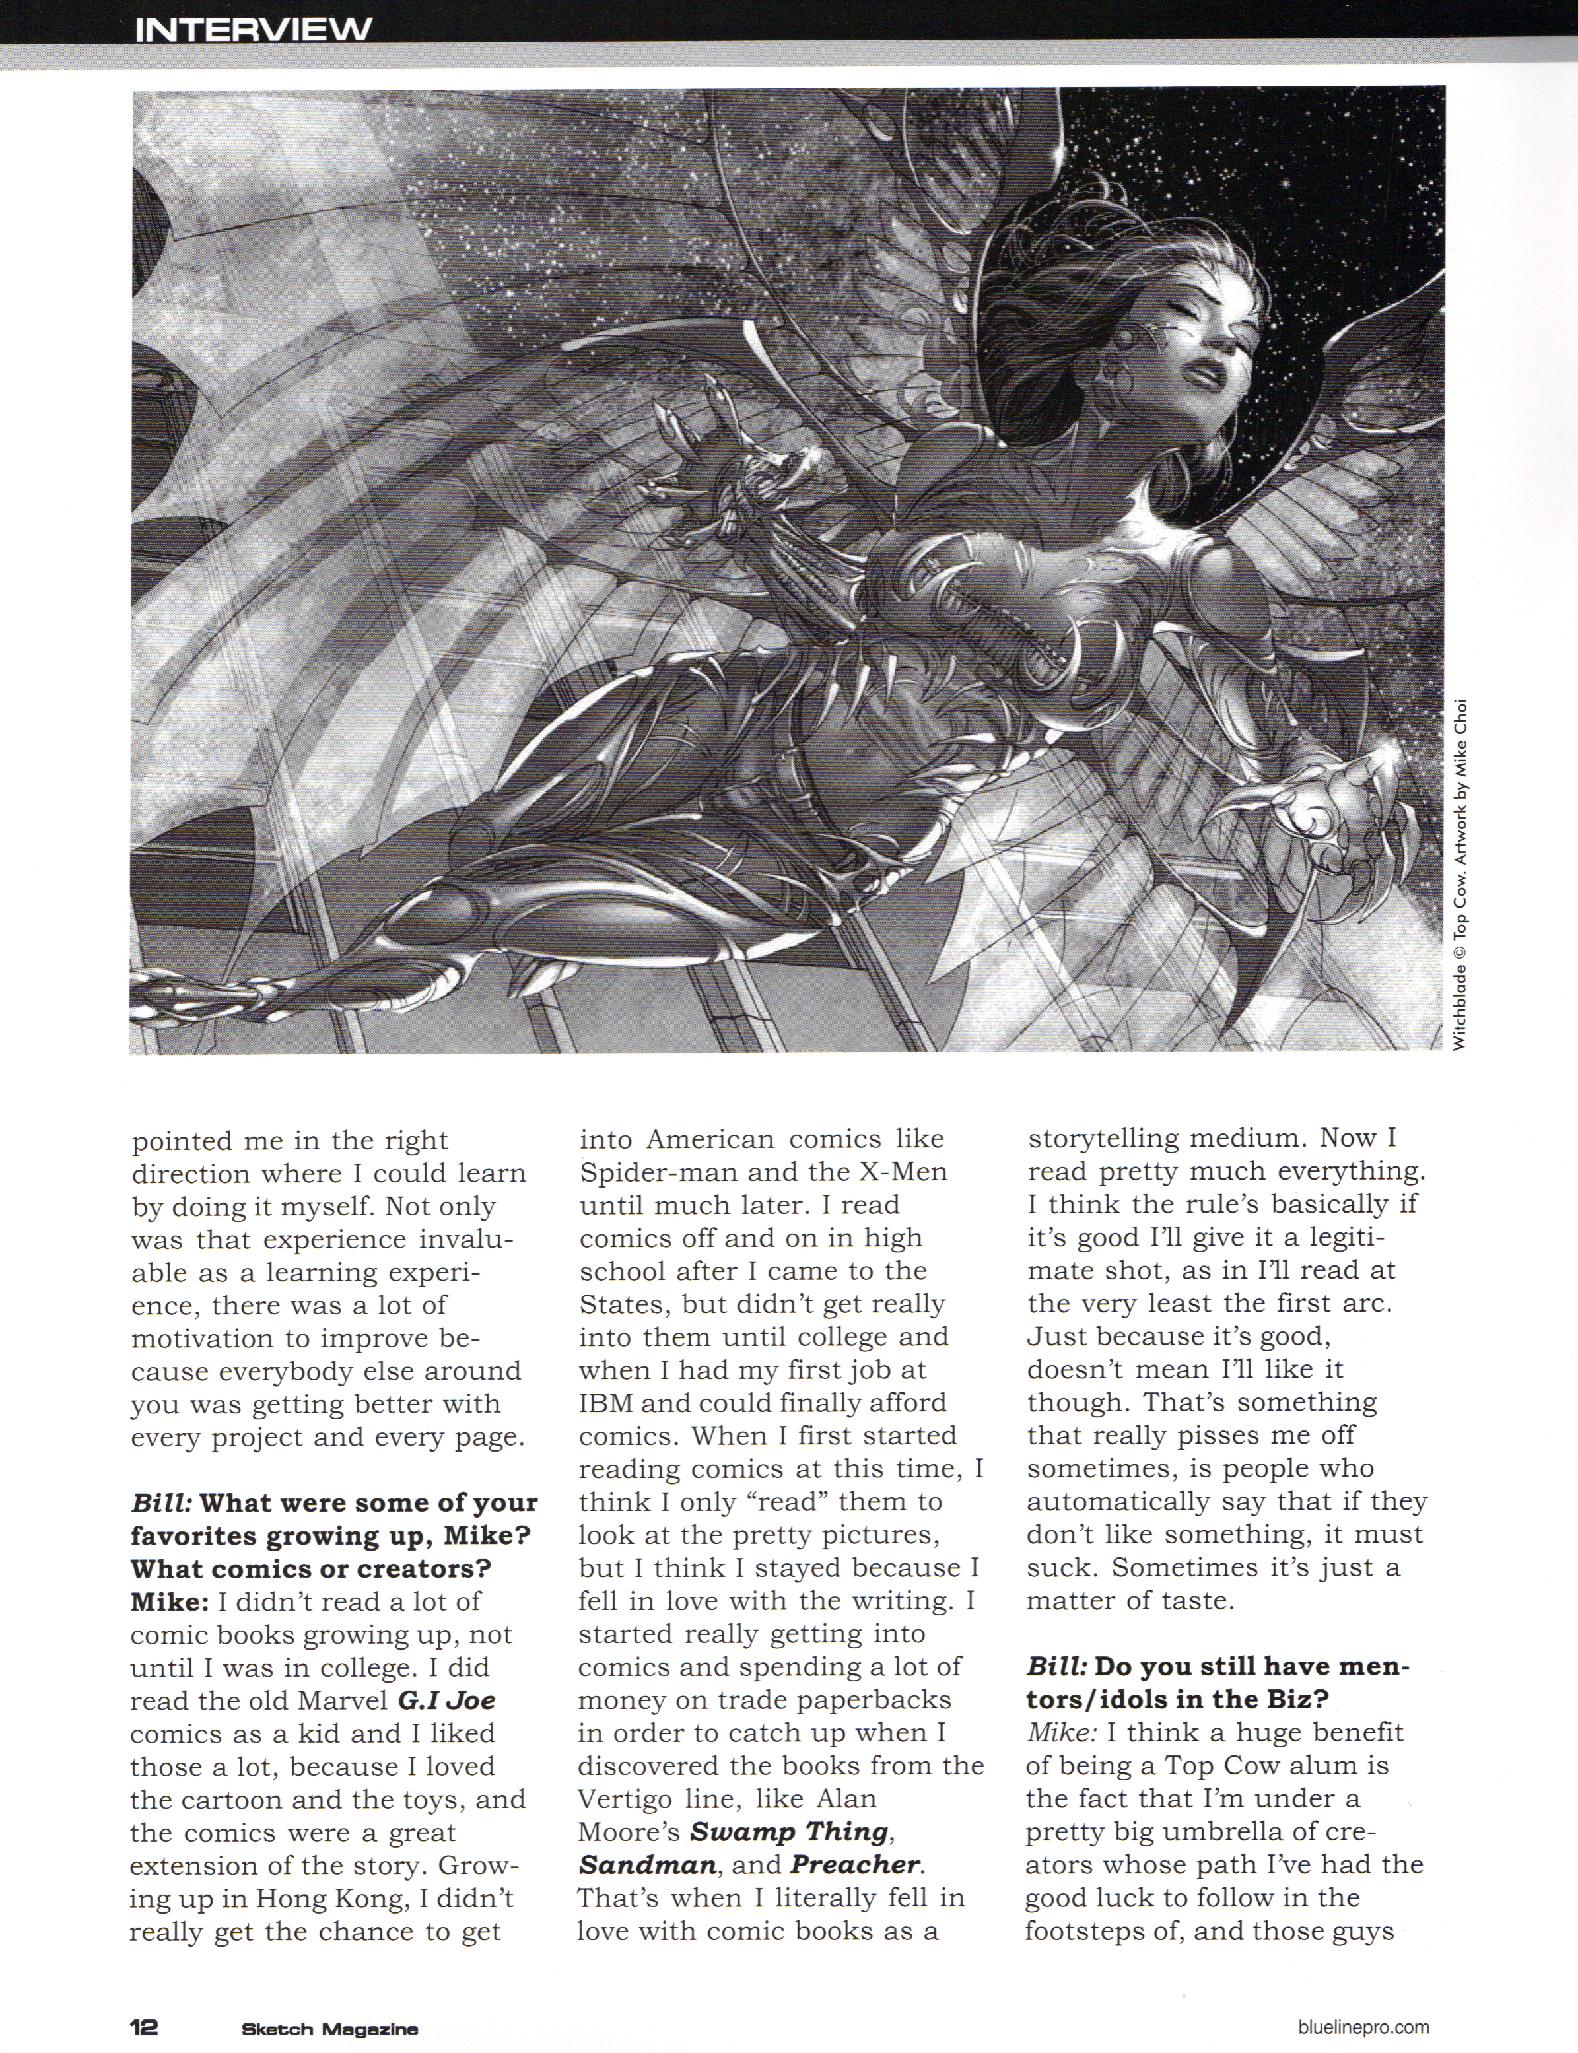 INTERVIEW
Witchblade © Top Cow. Artwork by Mike Choi
pointed me in the right
direction where I could learn
by doing it myself. Not only
was that experience invalu-
able as a learning experi-
ence, there was a lot of
motivation to improve be-
cause everybody else around
you was getting better with
every project and every page.
Bill: What were some of your
favorites growing up, Mike?
What comics or creators?
Mike: I didn't read a lot of
comic books growing up, not
until I was in college. I did
read the old Marvel G.I Joe
comics as a kid and I liked
those a lot, because I loved
the cartoon and the toys, and
the comics were a great
extension of the story. Grow-
ing up in Hong Kong, I didn't
really get the chance to get
into American comics like
Spider-man and the X-Men
until much later. I read
comics off and on in high
school after I came to the
States, but didn't get really
into them until college and
when I had my first job at
IBM and could finally afford
comics. When I first started
reading comics at this time, I
think I only "read" them to
look at the pretty pictures,
but I think I stayed because I
fell in love with the writing. I
started really getting into
comics and spending a lot of
money on trade paperbacks
in order to catch up when I
discovered the books from the
Vertigo line, like Alan
Moore's Swamp Thing,
Sandman, and Preacher.
That's when I literally fell in
love with comic books as a
storytelling medium. Now I
read pretty much everything.
I think the rule's basically if
it's good I'll give it a legiti-
mate shot, as in I'll read at
the very least the first arc.
Just because it's good,
doesn't mean I'll like it
though. That's something
that really pisses me off
sometimes, is people who
automatically say that if they
don't like something, it must
suck. Sometimes it's just a
matter of taste.
Bill: Do you still have men-
tors/idols in the Biz?
Mike: I think a huge benefit
of being a Top Cow alum is
the fact that I'm under a
pretty big umbrella of cre-
ators whose path I've had the
good luck to follow in the
footsteps of, and those guys
12 Sketch Magazine bluelinepro.com